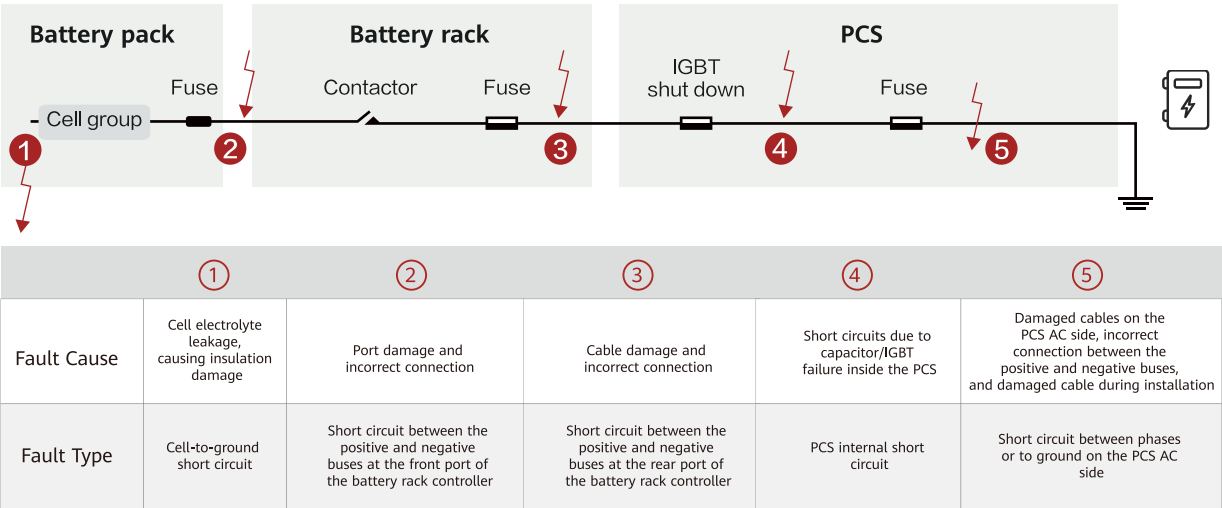 Battery pack
Battery rack
PCS
IGBT
shut down
Fuse
Contactor
Fuse
Fuse
Cell group
1
2
3
4
5
1
2
3
4
5
Fault Cause
Cell electrolyte
leakage,
causing insulation
damage
Port damage and
incorrect connection
Cable damage and
incorrect connection
Short circuits due to
capacitor/IGBT
failure inside the PCS
Damaged cables on the
PCS AC side, incorrect
connection between the
positive and negative buses,
and damaged cable during installation
Fault Type
Cell-to-ground
short circuit
Short circuit between the
positive and negative
buses at the front port of
the battery rack controller
Short circuit between the
positive and negative
buses at the rear port of
the battery rack controller
PCS internal short
circuit
Short circuit between phases
or to ground on the PCS AC
side